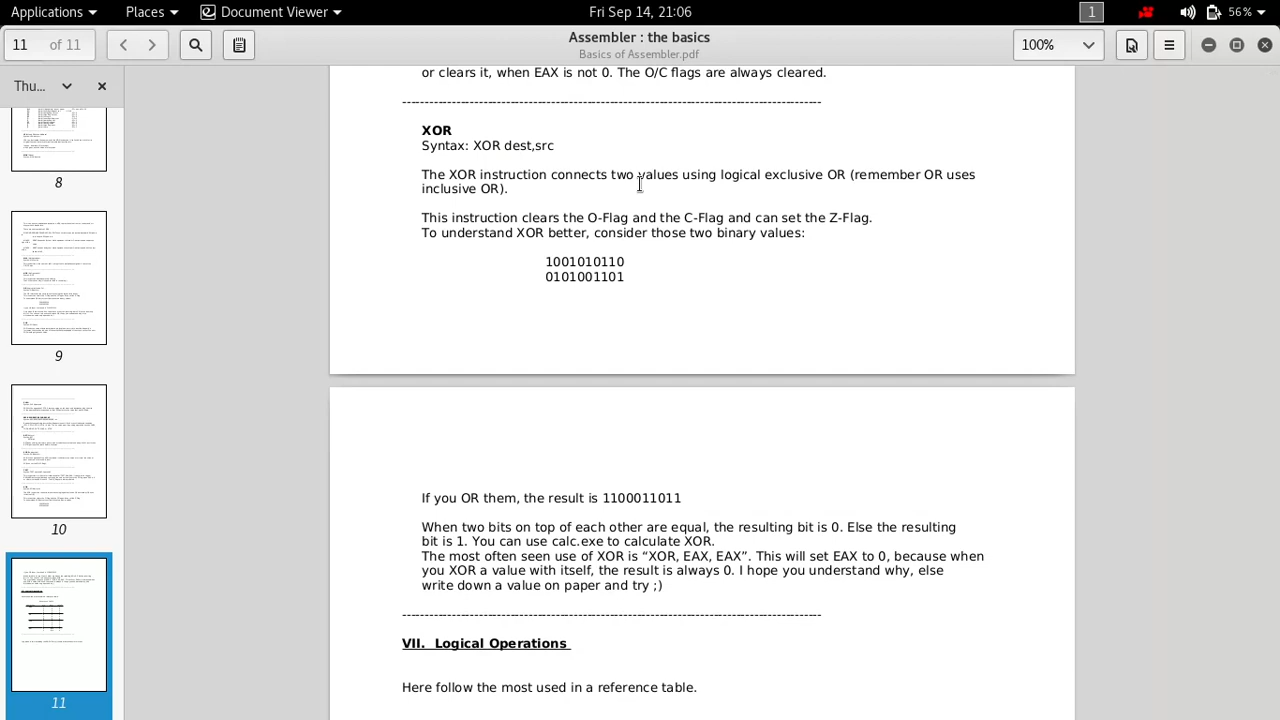 Applications Places Document Viewer Fri Sep 14, 21:06 1 56%
11 of 11 Assembler : the basics 100%
Basics of Assembler.pdf
Thu...
8
9
10
11
or clears it, when EAX is not 0. The O/C flags are always cleared.
--------------------------------------------------------------------------------------------
XOR
Syntax: XOR dest,src
The XOR instruction connects two values using logical exclusive OR (remember OR uses
inclusive OR).
This instruction clears the O-Flag and the C-Flag and can set the Z-Flag.
To understand XOR better, consider those two binary values:
1001010110
0101001101
If you OR them, the result is 1100011011
When two bits on top of each other are equal, the resulting bit is 0. Else the resulting
bit is 1. You can use calc.exe to calculate XOR.
The most often seen use of XOR is “XOR, EAX, EAX”. This will set EAX to 0, because when
you XOR a value with itself, the result is always 0. I hope you understand why, else
write down a value on paper and try ;)
--------------------------------------------------------------------------------------------
VII. Logical Operations
Here follow the most used in a reference table.